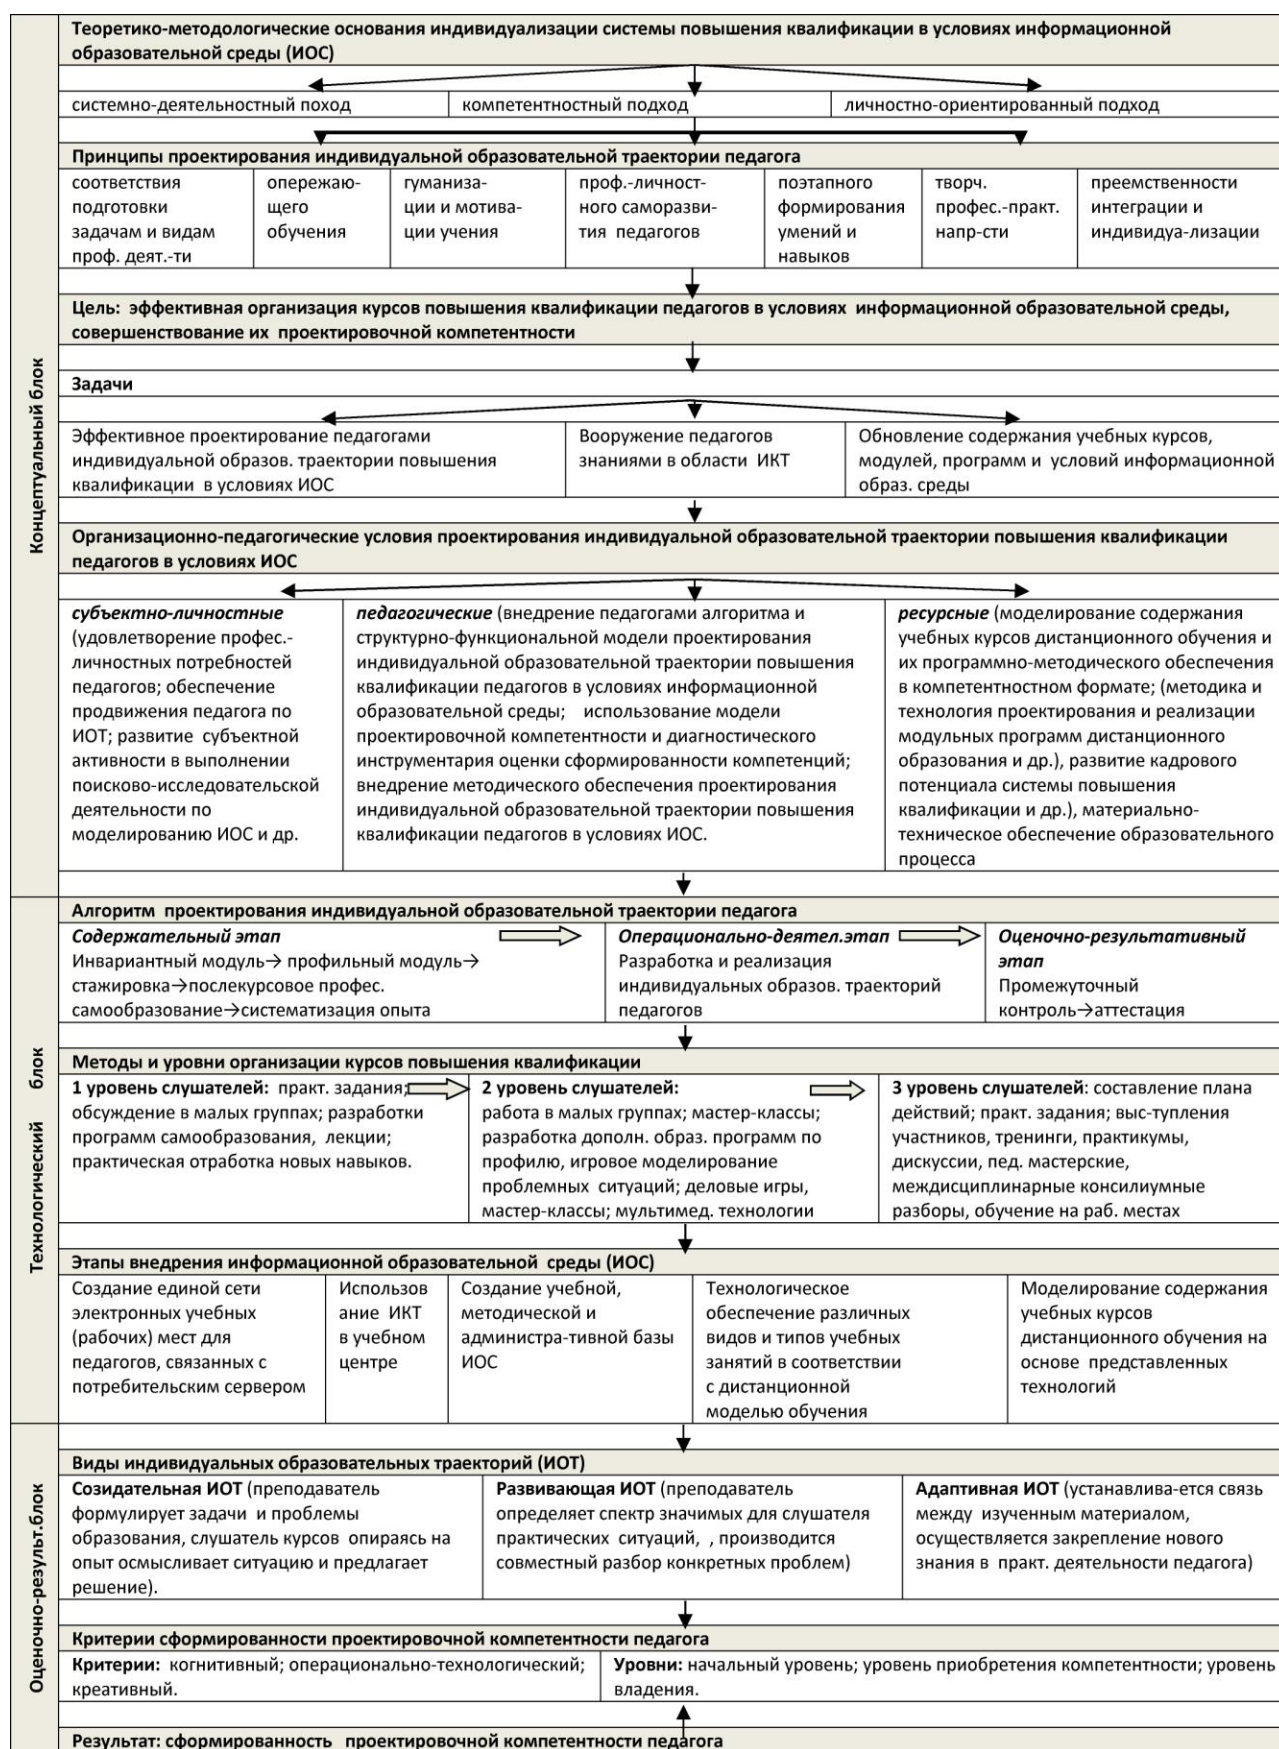 Теоретико-методологические основания индивидуализации системы повышения квалификации в условиях информационной
образовательной среды (ИОС)
системно-деятельностный поход
компетентностный подход
личностно-ориентированный подход
Принципы проектирования индивидуальной образовательной траектории педагога
соответствия
подготовки
задачам и видам
проф. деят.-ти
опережаю-
щего
обучения
гуманиза-
ции и мотива-
ции учения
проф.-личност-
ного саморазви-
тия педагогов
поэтапного
формирования
умений и
навыков
творч.
профес.-практ.
напр-сти
преемственности
интеграции и
индивидуа-лизации
Цель: эффективная организация курсов повышения квалификации педагогов в условиях информационной образовательной среды,
совершенствование их проектировочной компетентности
Задачи
Эффективное проектирование педагогами
индивидуальной образов. траектории повышения
квалификации в условиях ИОС
Вооружение педагогов
знаниями в области ИКТ
Обновление содержания учебных курсов,
модулей, программ и условий информационной
образ. среды
Организационно-педагогические условия проектирования индивидуальной образовательной траектории повышения квалификации
педагогов в условиях ИОС
субъектно-личностные
(удовлетворение профес.-
личностных потребностей
педагогов; обеспечение
продвижения педагога по
ИОТ; развитие субъектной
активности в выполнении
поисково-исследовательской
деятельности по
моделированию ИОС и др.
педагогические (внедрение педагогами алгоритма и
структурно-функциональной модели проектирования
индивидуальной образовательной траектории повышения
квалификации педагогов в условиях информационной
образовательной среды; использование модели
проектировочной компетентности и диагностического
инструментария оценки сформированности компетенций;
внедрение методического обеспечения проектирования
индивидуальной образовательной траектории повышения
квалификации педагогов в условиях ИОС.
ресурсные (моделирование содержания
учебных курсов дистанционного обучения и
их программно-методического обеспечения
в компетентностном формате; (методика и
технология проектирования и реализации
модульных программ дистанционного
образования и др.), развитие кадрового
потенциала системы повышения
квалификации и др.), материально-
техническое обеспечение образовательного
процесса
Концептуальный блок
Алгоритм проектирования индивидуальной образовательной траектории педагога
Содержательный этап
Инвариантный модуль→ профильный модуль→
стажировка→послекурсовое профес.
самообразование→систематизация опыта
Операционально-деятел.этап
Разработка и реализация
индивидуальных образов. траекторий
педагогов
Оценочно-результативный
этап
Промежуточный
контроль→аттестация
Методы и уровни организации курсов повышения квалификации
1 уровень слушателей: практ. задания;
обсуждение в малых группах; разработки
программ самообразования, лекции;
практическая отработка новых навыков.
2 уровень слушателей:
работа в малых группах; мастер-классы;
разработка дополн. образ. программ по
профилю, игровое моделирование
проблемных ситуаций; деловые игры,
мастер-классы; мультимед. технологии
3 уровень слушателей: составление плана
действий; практ. задания; выс-тупления
участников, тренинги, практикумы,
дискуссии, пед. мастерские,
междисциплинарные консилиумные
разборы, обучение на раб. местах
Этапы внедрения информационной образовательной среды (ИОС)
Создание единой сети
электронных учебных
(рабочих) мест для
педагогов, связанных с
потребительским сервером
Использов
ание ИКТ
в учебном
центре
Создание учебной,
методической и
администра-тивной базы
ИОС
Технологическое
обеспечение различных
видов и типов учебных
занятий в соответствии
с дистанционной
моделью обучения
Моделирование содержания
учебных курсов
дистанционного обучения на
основе представленных
технологий
Технологический блок
Виды индивидуальных образовательных траекторий (ИОТ)
Созидательная ИОТ (преподаватель
формулирует задачи и проблемы
образования, слушатель курсов опираясь на
опыт осмысливает ситуацию и предлагает
решение).
Развивающая ИОТ (преподаватель
определяет спектр значимых для слушателя
практических ситуаций, , производится
совместный разбор конкретных проблем)
Адаптивная ИОТ (устанавлива-ется связь
между изученным материалом,
осуществляется закрепление нового
знания в практ. деятельности педагога)
Критерии сформированности проектировочной компетентности педагога
Критерии: когнитивный; операционально-технологический;
креативный.
Уровни: начальный уровень; уровень приобретения компетентности; уровень
владения.
Оценочно-результ.блок
Результат: сформированность проектировочной компетентности педагога